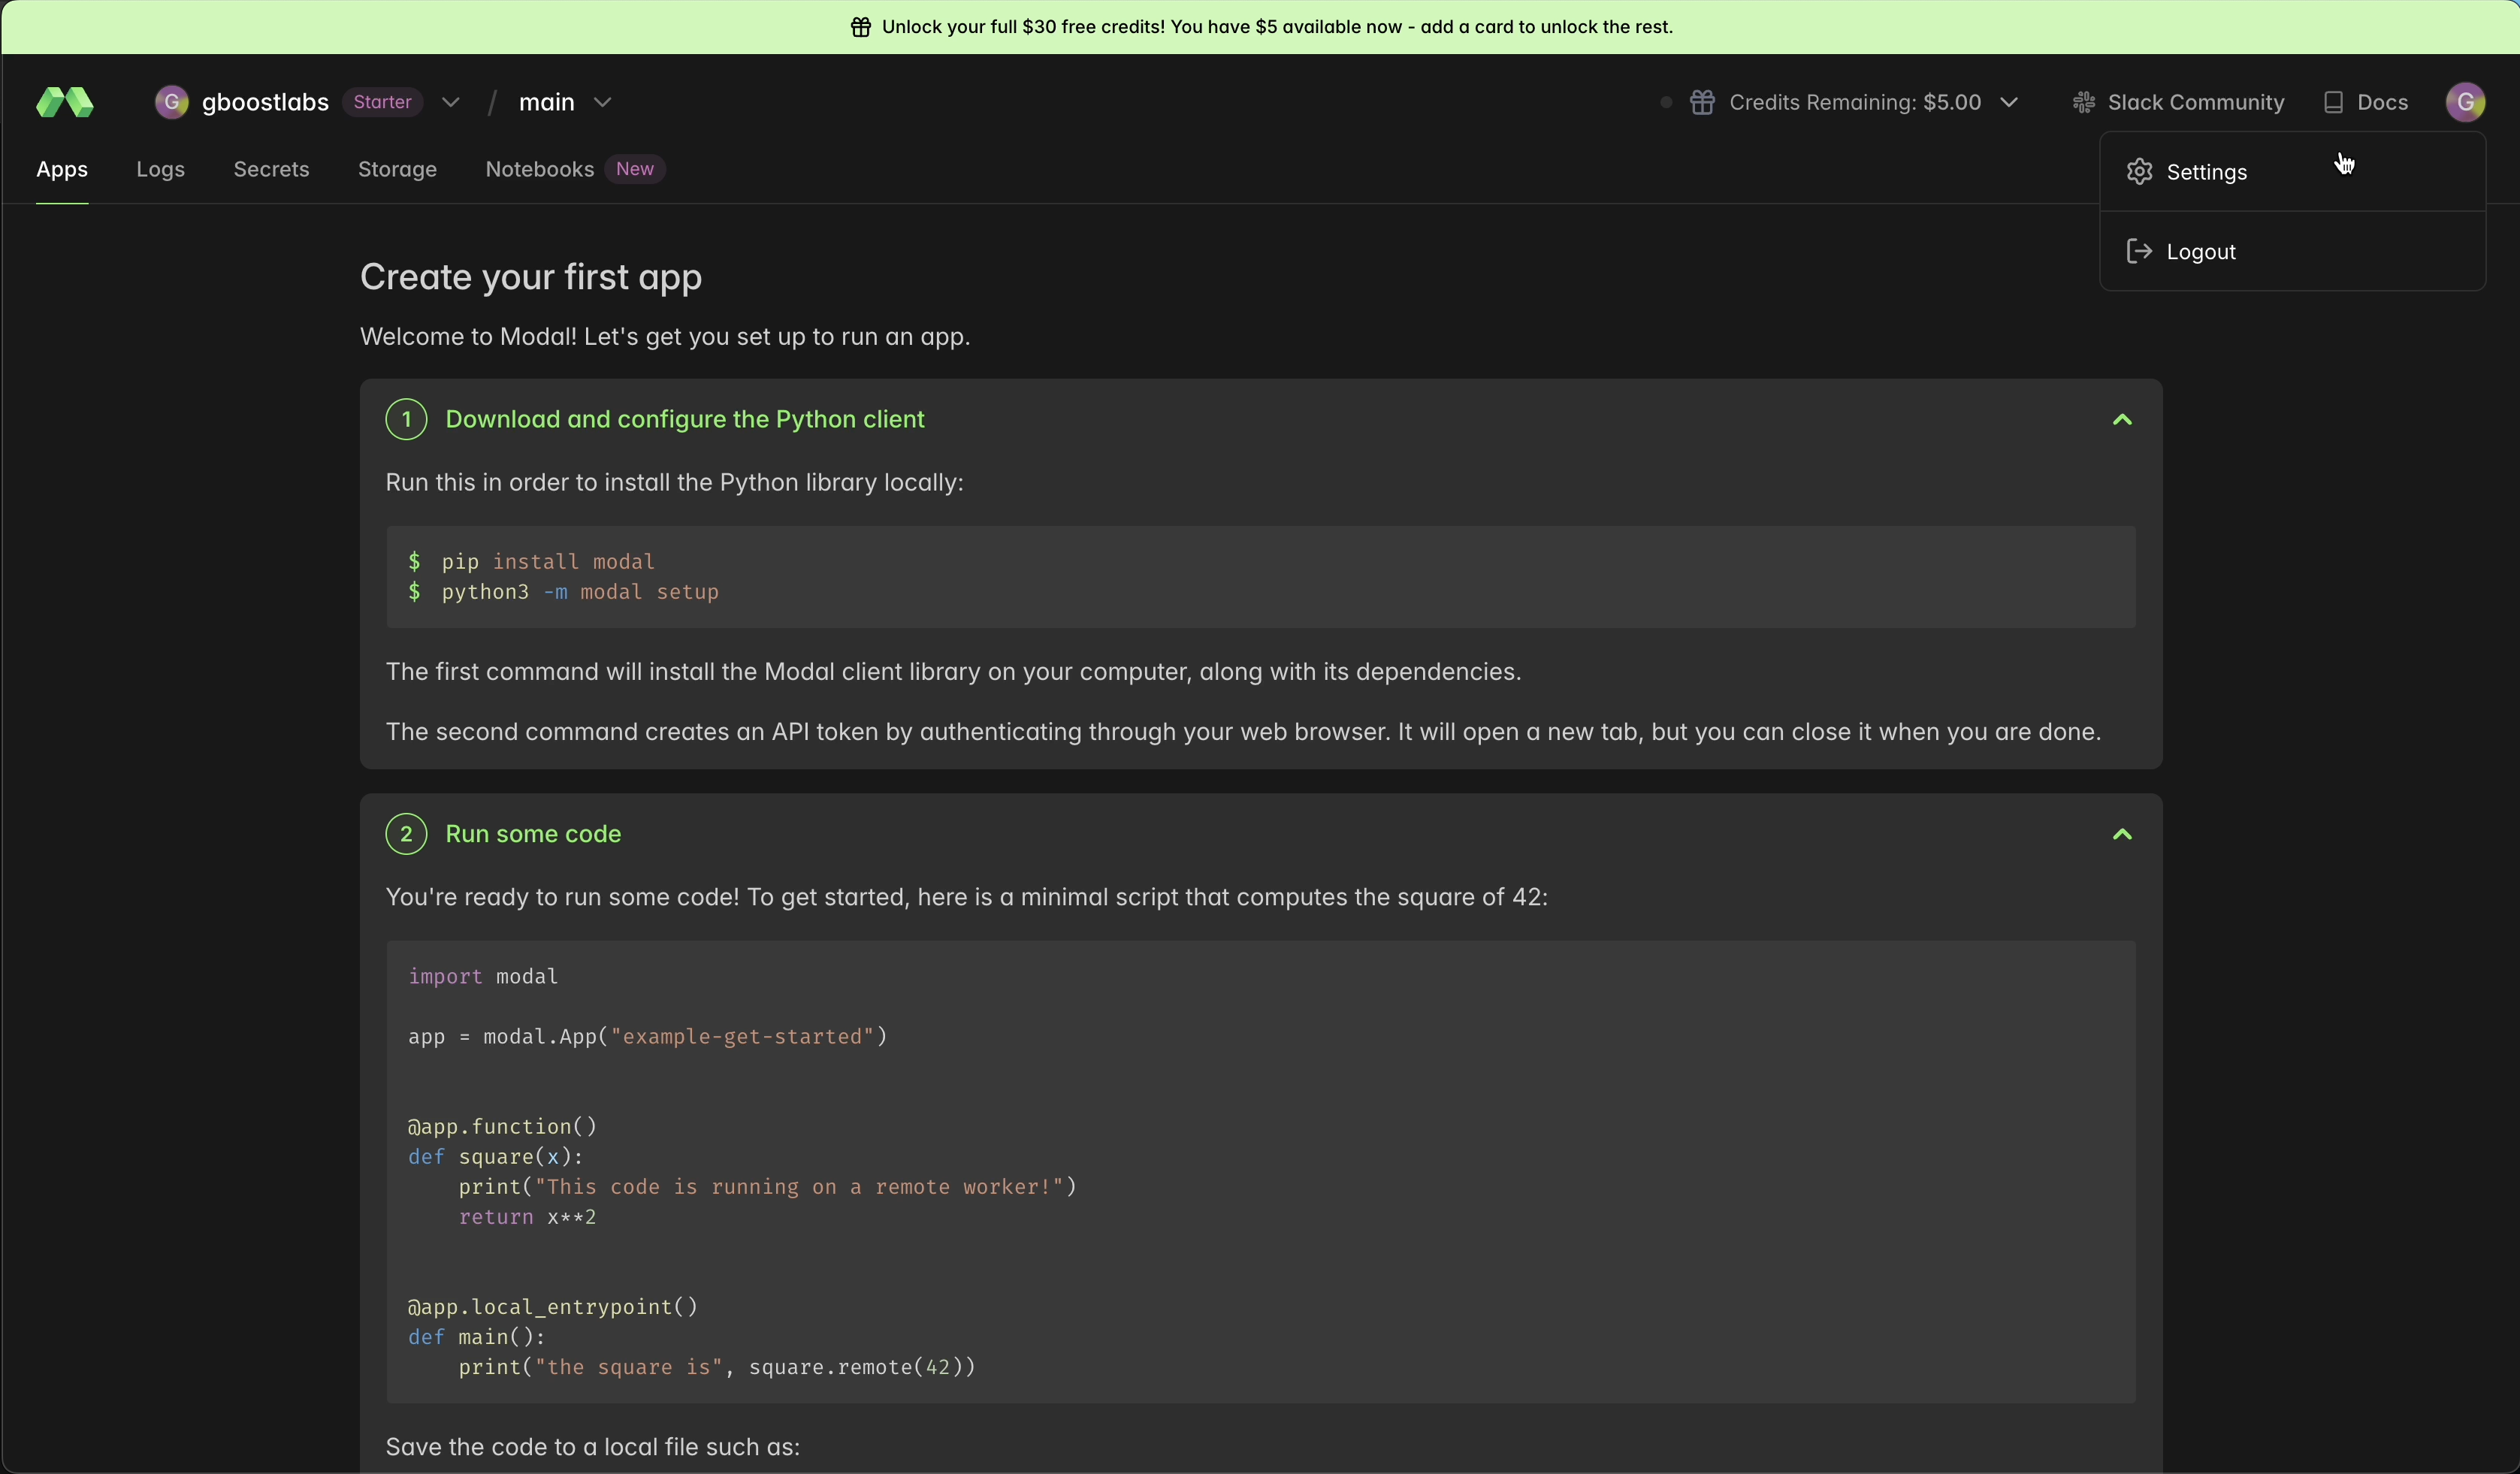 Unlock your full $30 free credits! You have $5 available now - add a card to unlock the rest.
G gboostlabs Starter / main Credits Remaining: $5.00 Slack Community Docs G
Apps Logs Secrets Storage Notebooks New
Settings
Logout
Create your first app
Welcome to Modal! Let's get you set up to run an app.
1 Download and configure the Python client
Run this in order to install the Python library locally:
$ pip install modal
$ python3 -m modal setup
The first command will install the Modal client library on your computer, along with its dependencies.
The second command creates an API token by authenticating through your web browser. It will open a new tab, but you can close it when you are done.
2 Run some code
You're ready to run some code! To get started, here is a minimal script that computes the square of 42:
import modal
app = modal.App("example-get-started")
@app.function()
def square(x):
    print("This code is running on a remote worker!")
    return x**2
@app.local_entrypoint()
def main():
    print("the square is", square.remote(42))
Save the code to a local file such as: